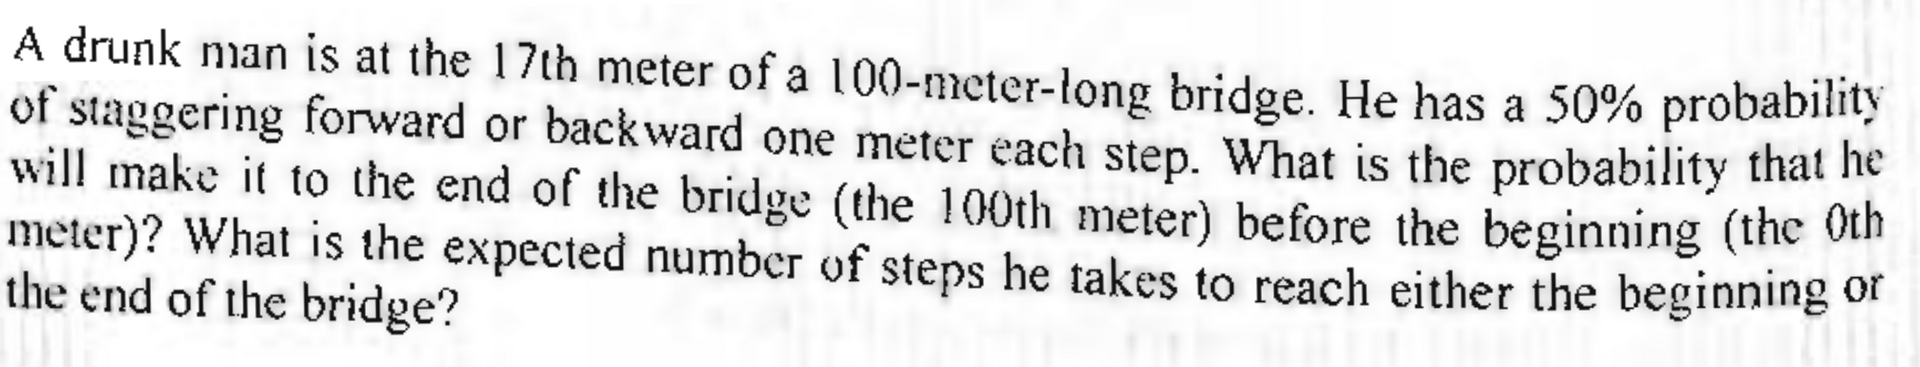 A drunk man is at the 17th meter of a 100-meter-long bridge. He has a 50% probability
of staggering forward or backward one meter each step. What is the probability that he
will make it to the end of the bridge (the 100th meter) before the beginning (the 0th
meter)? What is the expected number of steps he takes to reach either the beginning or
the end of the bridge?